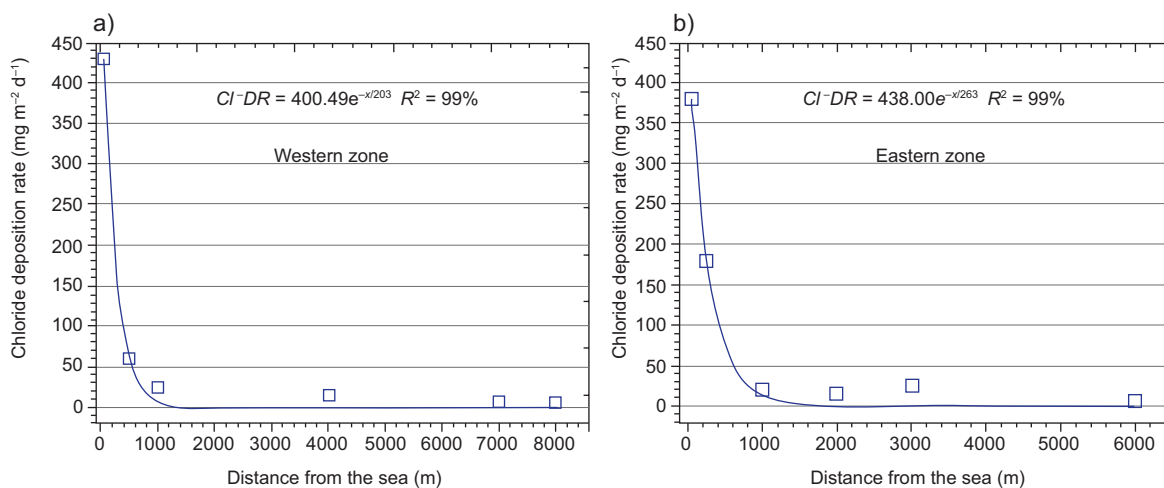 a)
450
400
350
300
250
200
150
100
50
0
Chloride deposition rate (mg m⁻² d⁻¹)
Cl⁻DR = 400.49e^−x/203 R² = 99%
Western zone
0 1000 2000 3000 4000 5000 6000 7000 8000
Distance from the sea (m)
b)
450
400
350
300
250
200
150
100
50
0
Chloride deposition rate (mg m⁻² d⁻¹)
Cl⁻DR = 438.00e^−x/263 R² = 99%
Eastern zone
0 1000 2000 3000 4000 5000 6000
Distance from the sea (m)